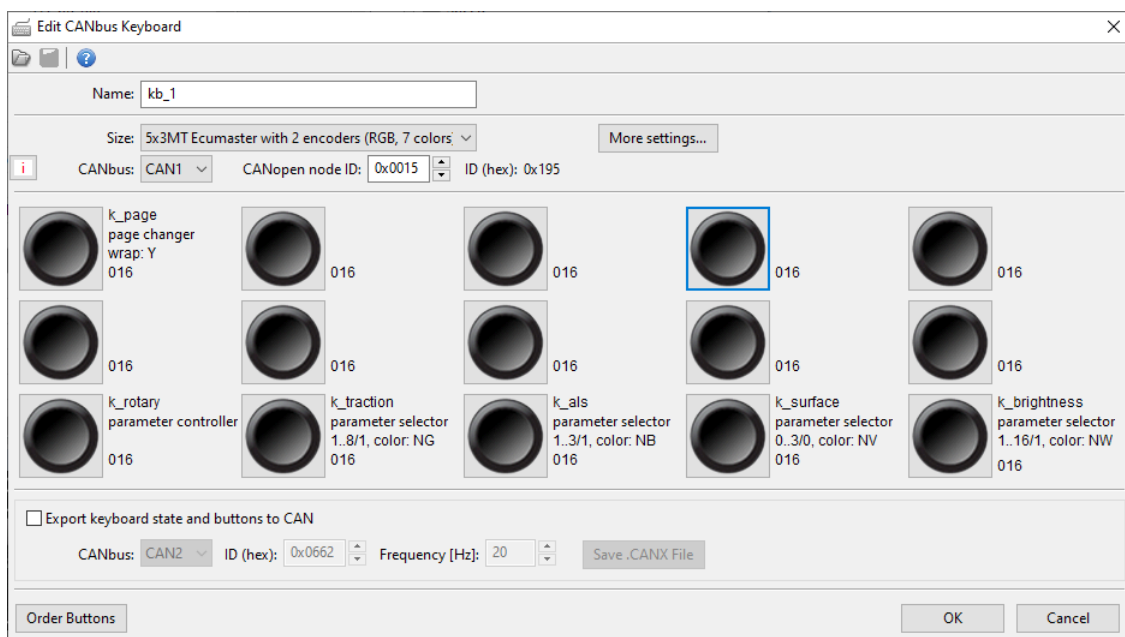 Edit CANbus Keyboard
Name: kb_1
Size: 5x3MT Ecumaster with 2 encoders (RGB, 7 colors) More settings...
i CANbus: CAN1 CANopen node ID: 0x0015 ID (hex): 0x195
k_page
page changer
wrap: Y
016 016 016 016 016
016 016 016 016 016
k_rotary k_traction k_als k_surface k_brightness
parameter controller parameter selector parameter selector parameter selector parameter selector
1..8/1, color: NG 1..3/1, color: NB 0..3/0, color: NV 1..16/1, color: NW
016 016 016 016 016
Export keyboard state and buttons to CAN
CANbus: CAN2 ID (hex): 0x0662 Frequency [Hz]: 20 Save .CANX File
Order Buttons OK Cancel